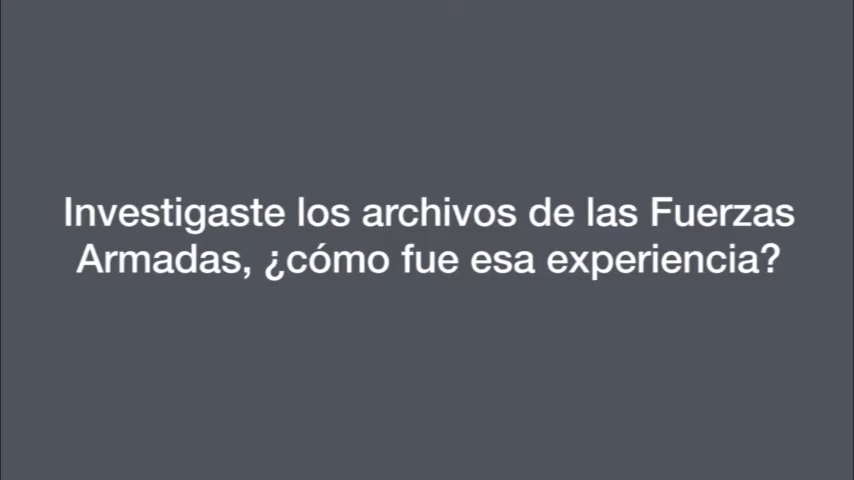 Investigaste los archivos de las Fuerzas
Armadas, ¿cómo fue esa experiencia?